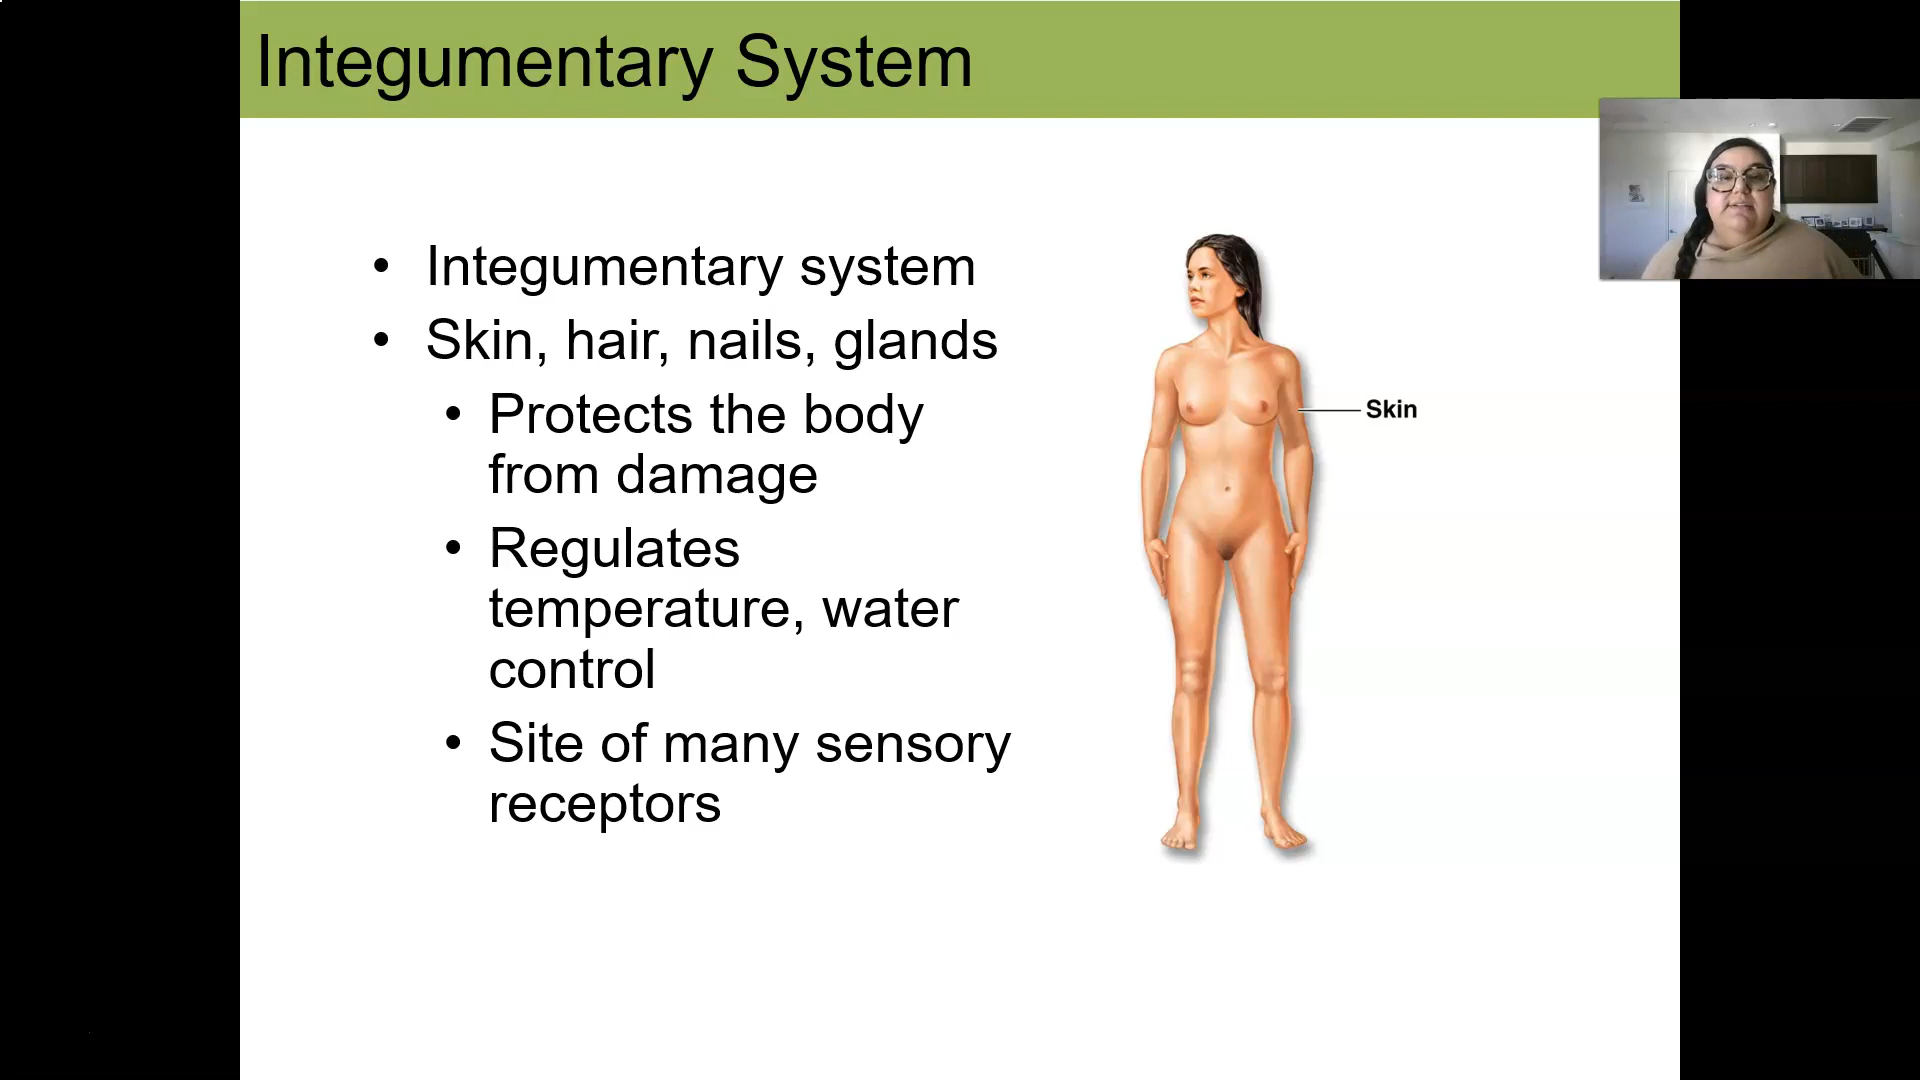 Integumentary System
• Integumentary system
• Skin, hair, nails, glands
• Protects the body
from damage
• Regulates
temperature, water
control
• Site of many sensory
receptors
Skin